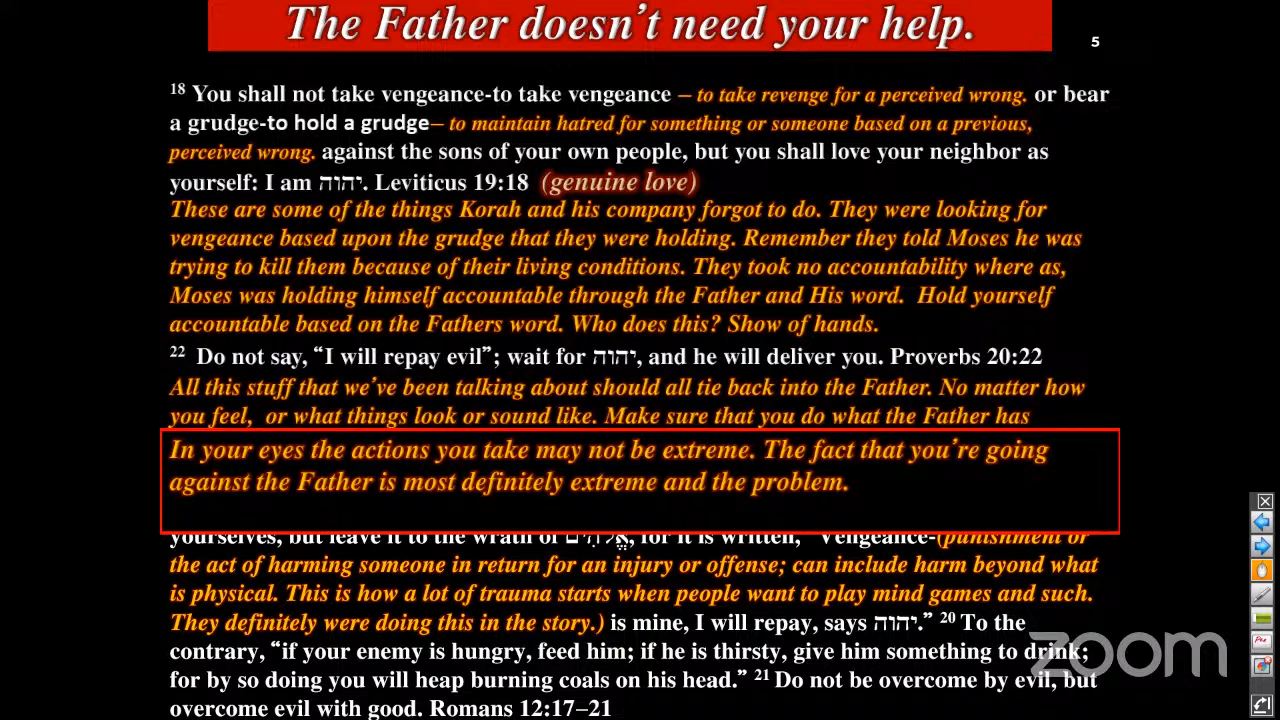 The Father doesn't need your help.
5
18 You shall not take vengeance-to take vengeance – to take revenge for a perceived wrong. or bear
a grudge-to hold a grudge– to maintain hatred for something or someone based on a previous,
perceived wrong. against the sons of your own people, but you shall love your neighbor as
yourself: I am יהוה. Leviticus 19:18 (genuine love)
These are some of the things Korah and his company forgot to do. They were looking for
vengeance based upon the grudge that they were holding. Remember they told Moses he was
trying to kill them because of their living conditions. They took no accountability where as,
Moses was holding himself accountable through the Father and His word. Hold yourself
accountable based on the Fathers word. Who does this? Show of hands.
22 Do not say, “I will repay evil”; wait for יהוה, and he will deliver you. Proverbs 20:22
All this stuff that we've been talking about should all tie back into the Father. No matter how
you feel, or what things look or sound like. Make sure that you do what the Father has
In your eyes the actions you take may not be extreme. The fact that you're going
against the Father is most definitely extreme and the problem.
yourselves, but leave it to the wrath of אֱלֹהִים, for it is written, “Vengeance-(punishment or
the act of harming someone in return for an injury or offense; can include harm beyond what
is physical. This is how a lot of trauma starts when people want to play mind games and such.
They definitely were doing this in the story.) is mine, I will repay, says יהוה.” 20 To the
contrary, “if your enemy is hungry, feed him; if he is thirsty, give him something to drink;
for by so doing you will heap burning coals on his head.” 21 Do not be overcome by evil, but
overcome evil with good. Romans 12:17–21
zoom